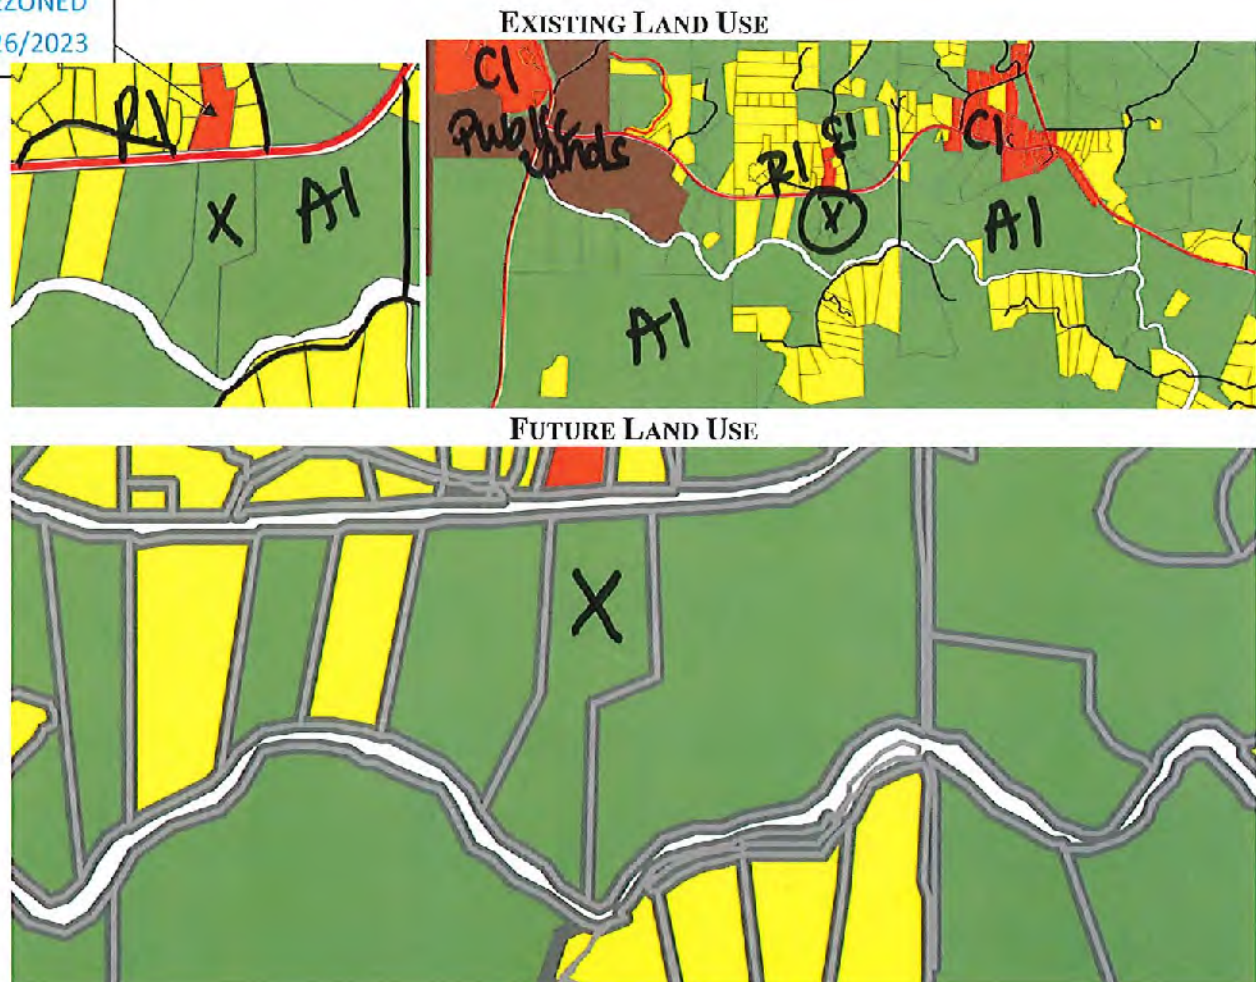 EZONED
26/2023
EXISTING LAND USE
R1
X
A1
C1
Public
Lands
R1
C1
X
C1
A1
A1
FUTURE LAND USE
X